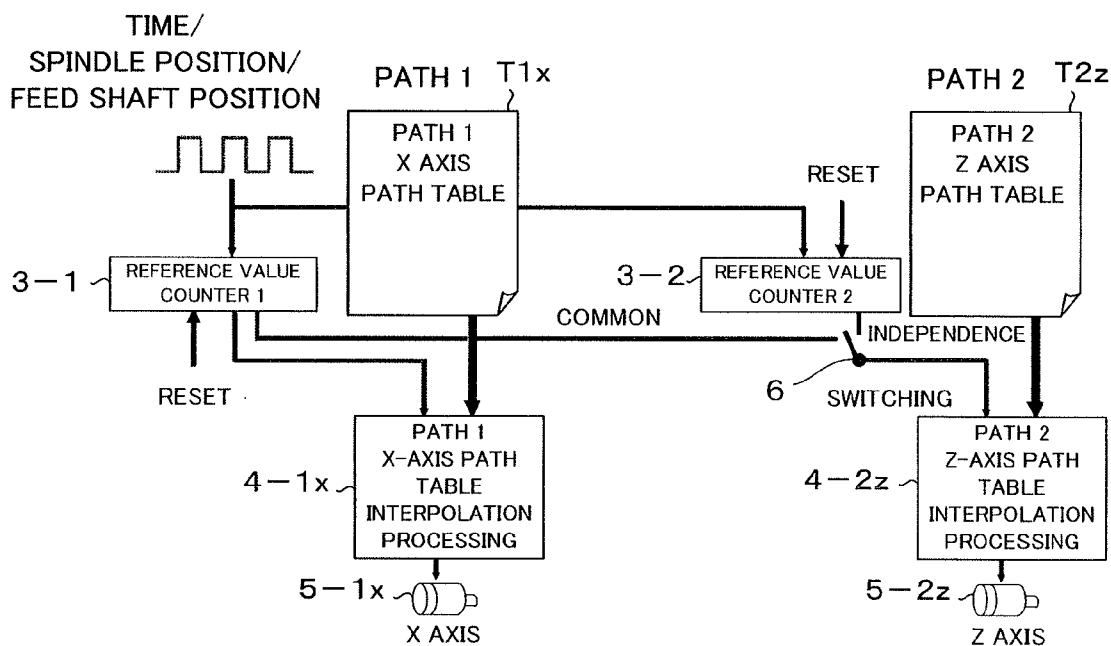 TIME/
SPINDLE POSITION/
FEED SHAFT POSITION
PATH 1
T1x
PATH 1
X AXIS
PATH TABLE
PATH 2
T2z
PATH 2
Z AXIS
PATH TABLE
RESET
3-1
REFERENCE VALUE
COUNTER 1
3-2
REFERENCE VALUE
COUNTER 2
COMMON
INDEPENDENCE
6
SWITCHING
RESET
4-1x
PATH 1
X-AXIS PATH
TABLE
INTERPOLATION
PROCESSING
4-2z
PATH 2
Z-AXIS PATH
TABLE
INTERPOLATION
PROCESSING
5-1x
X AXIS
5-2z
Z AXIS